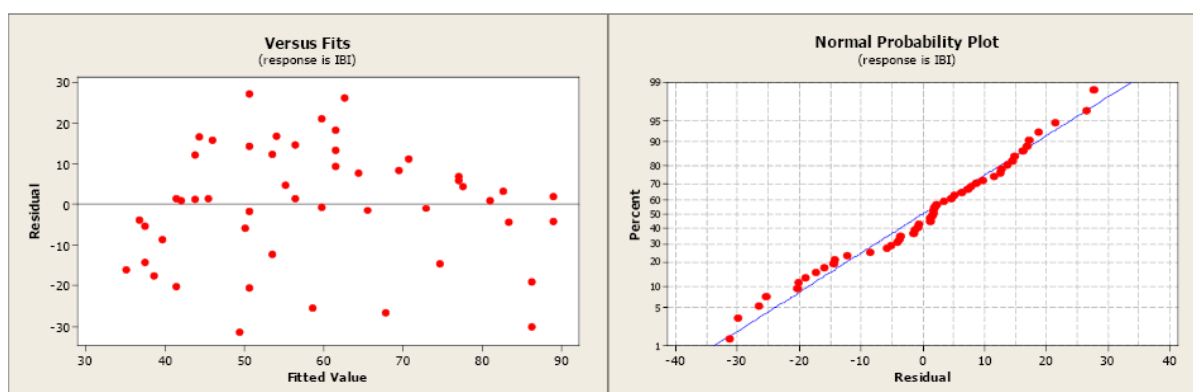 Versus Fits
(response is IBI)
30
20
10
0
-10
-20
-30
Residual
30 40 50 60 70 80 90
Fitted Value
Normal Probability Plot
(response is IBI)
99
95
90
80
70
60
50
40
30
20
10
5
1
Percent
-40 -30 -20 -10 0 10 20 30 40
Residual